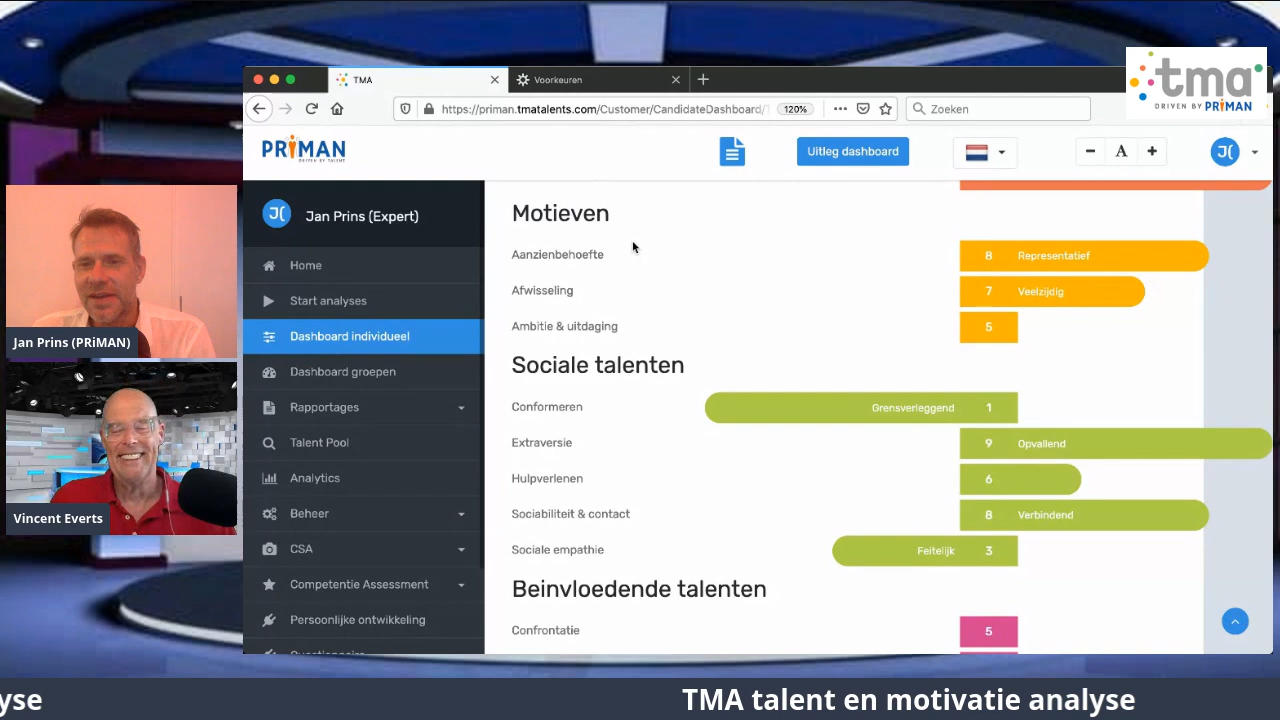 TMA
Voorkeuren
https://priman.tmatalents.com/Customer/CandidateDashboard/
120%
Zoeken
tma
DRIVEN BY PRiMAN
PRiMAN
DRIVEN BY TALENT
Uitleg dashboard
A
J(
J(
Jan Prins (Expert)
Home
Start analyses
Dashboard individueel
Dashboard groepen
Rapportages
Talent Pool
Analytics
Beheer
CSA
Competentie Assessment
Persoonlijke ontwikkeling
Motieven
Aanzienbehoefte 8 Representatief
Afwisseling 7 Veelzijdig
Ambitie & uitdaging 5
Sociale talenten
Conformeren Grensverleggend 1
Extraversie 9 Opvallend
Hulpverlenen 6
Sociabiliteit & contact 8 Verbindend
Sociale empathie Feitelijk 3
Beinvloedende talenten
Confrontatie 5
Jan Prins (PRiMAN)
Vincent Everts
yse
TMA talent en motivatie analyse